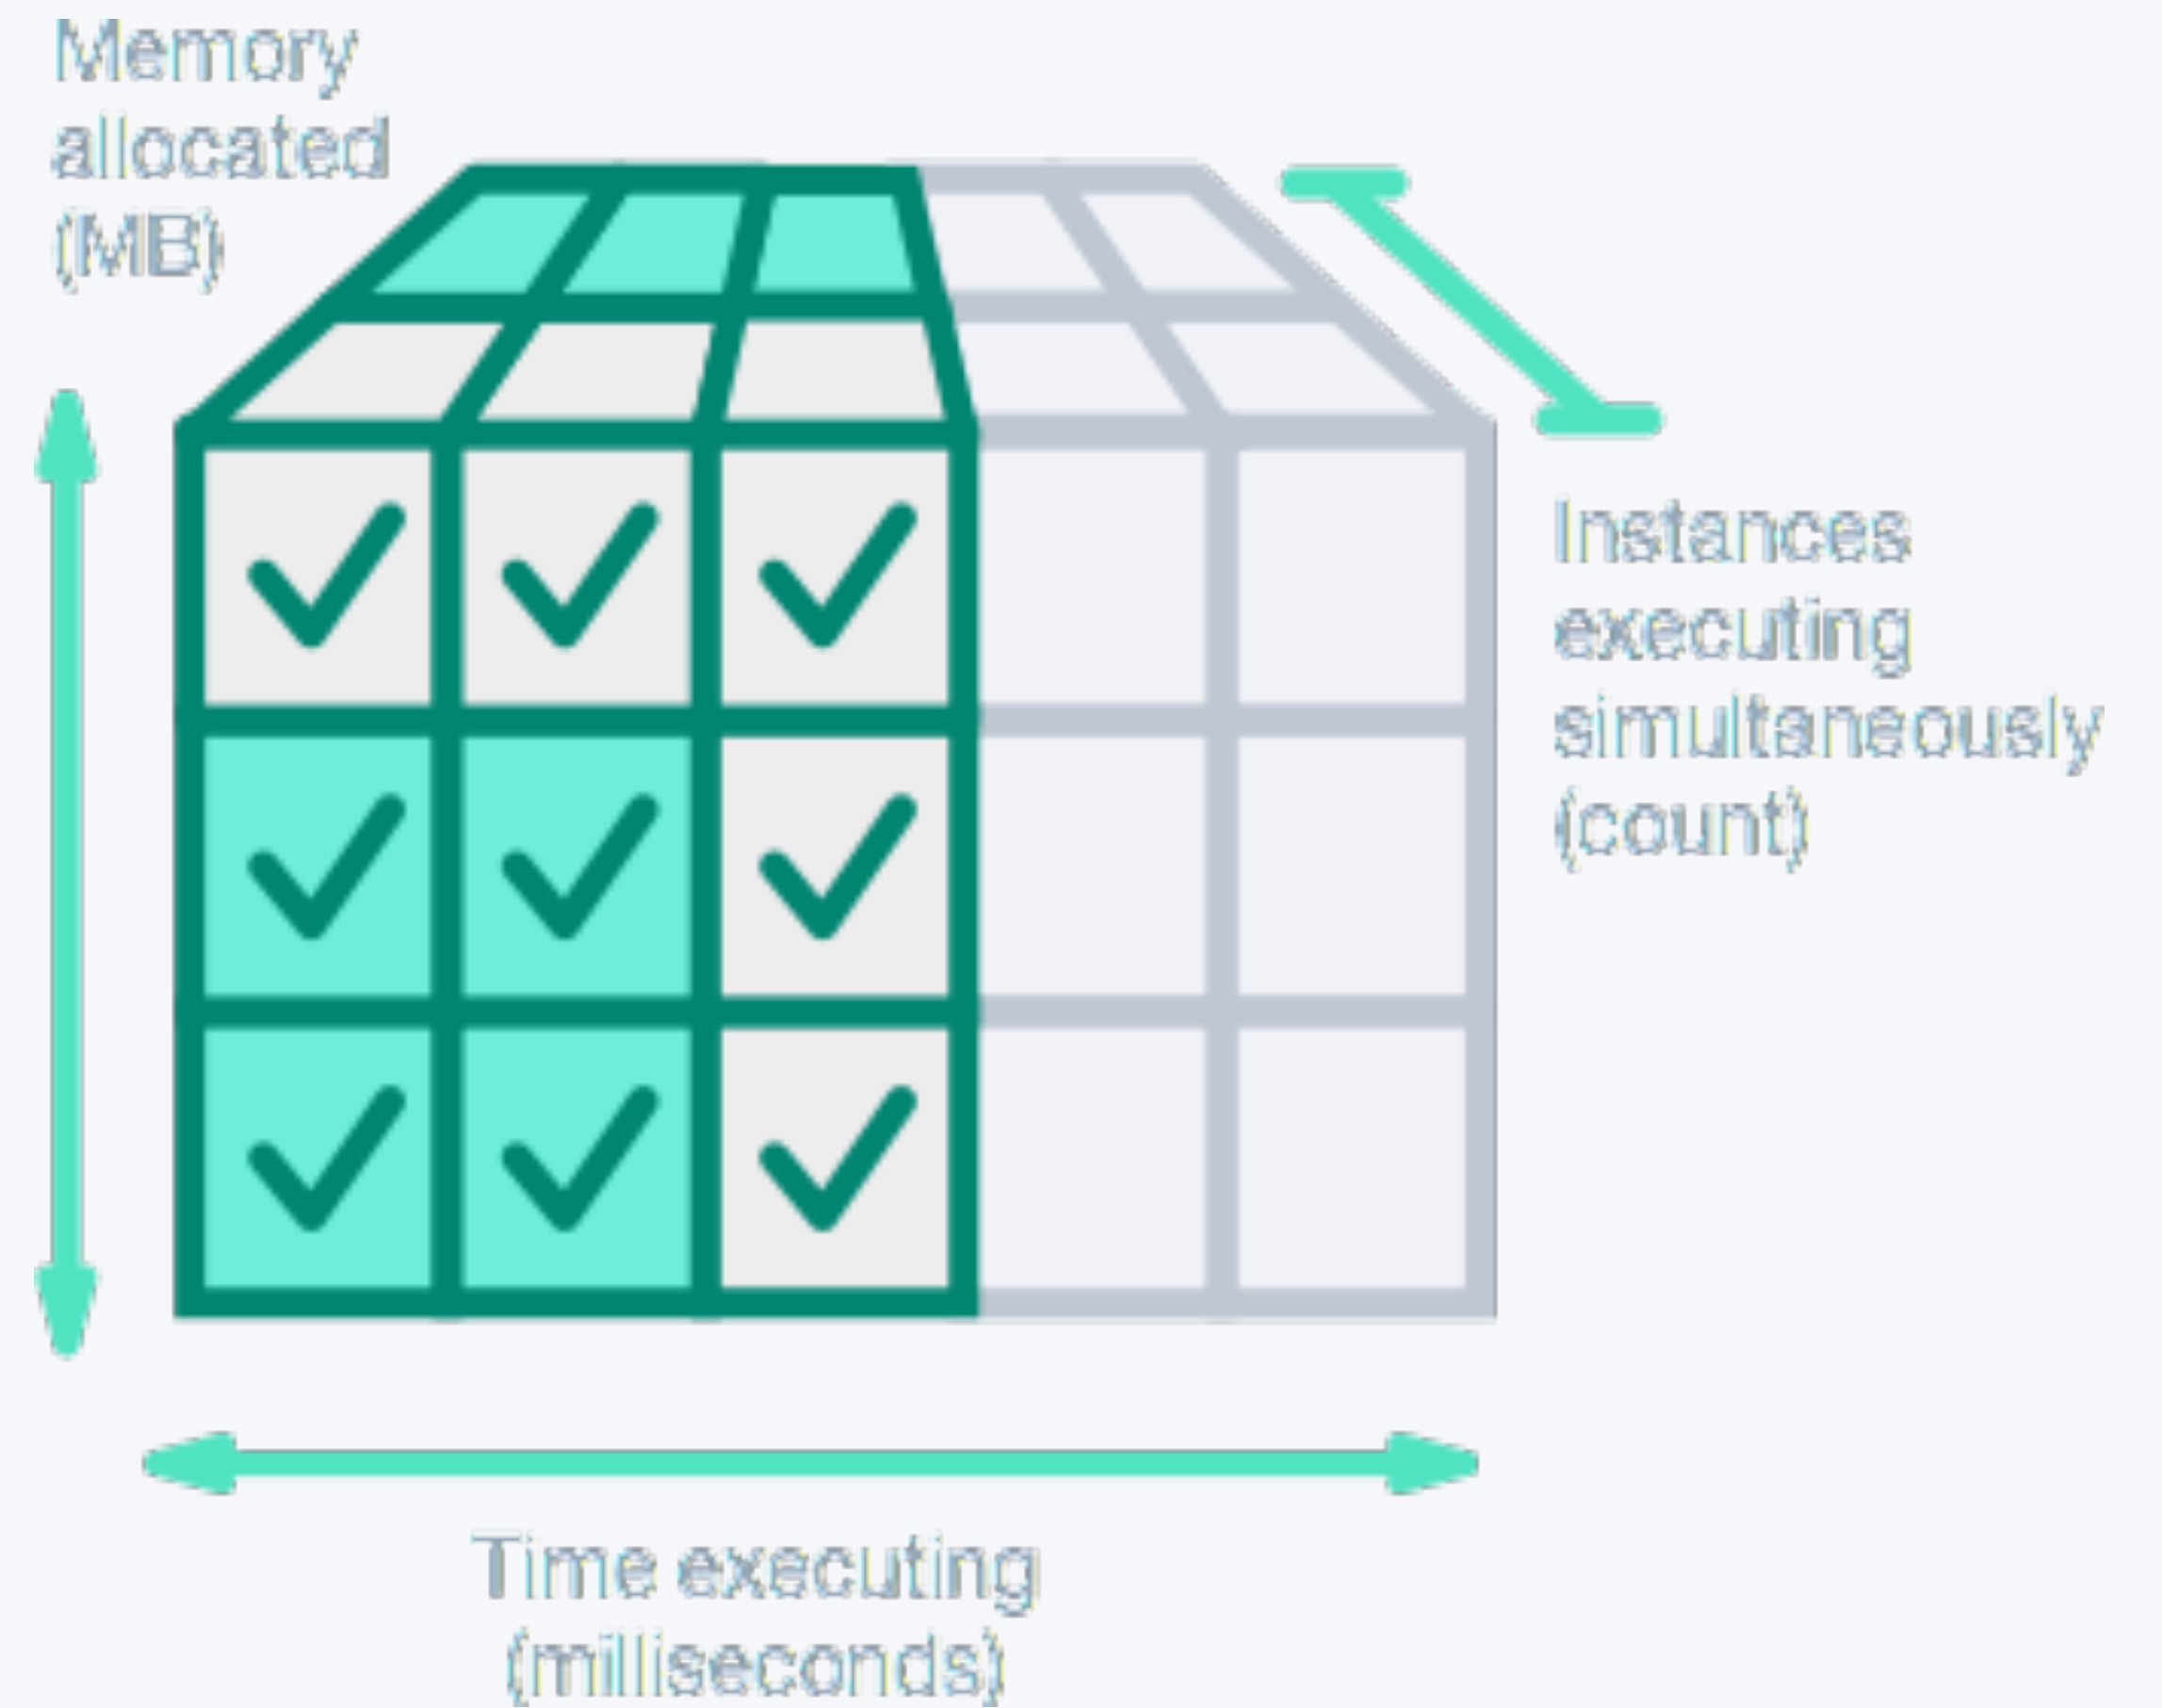 Memory
allocated
(MB)
Instances
executing
simultaneously
(count)
Time executing
(milliseconds)